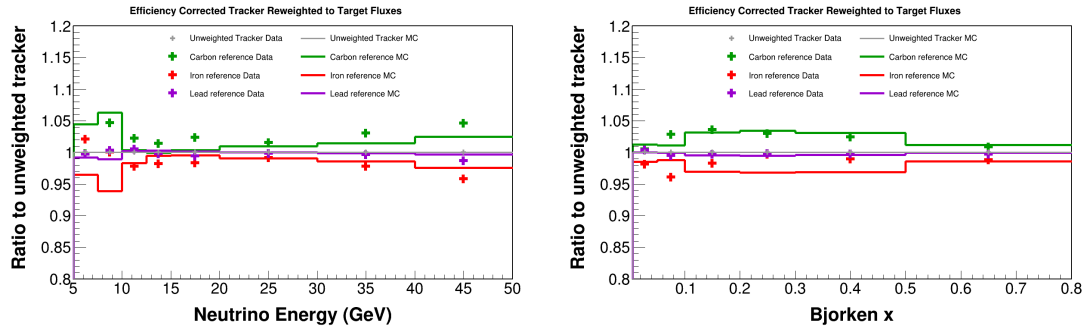 Efficiency Corrected Tracker Reweighted to Target Fluxes
Ratio to unweighted tracker
1.2
1.15
1.1
1.05
1
0.95
0.9
0.85
0.8
Unweighted Tracker Data Unweighted Tracker MC
Carbon reference Data Carbon reference MC
Iron reference Data Iron reference MC
Lead reference Data Lead reference MC
5 10 15 20 25 30 35 40 45 50
Neutrino Energy (GeV)
Efficiency Corrected Tracker Reweighted to Target Fluxes
Ratio to unweighted tracker
1.2
1.15
1.1
1.05
1
0.95
0.9
0.85
0.8
Unweighted Tracker Data Unweighted Tracker MC
Carbon reference Data Carbon reference MC
Iron reference Data Iron reference MC
Lead reference Data Lead reference MC
0.1 0.2 0.3 0.4 0.5 0.6 0.7 0.8
Bjorken x